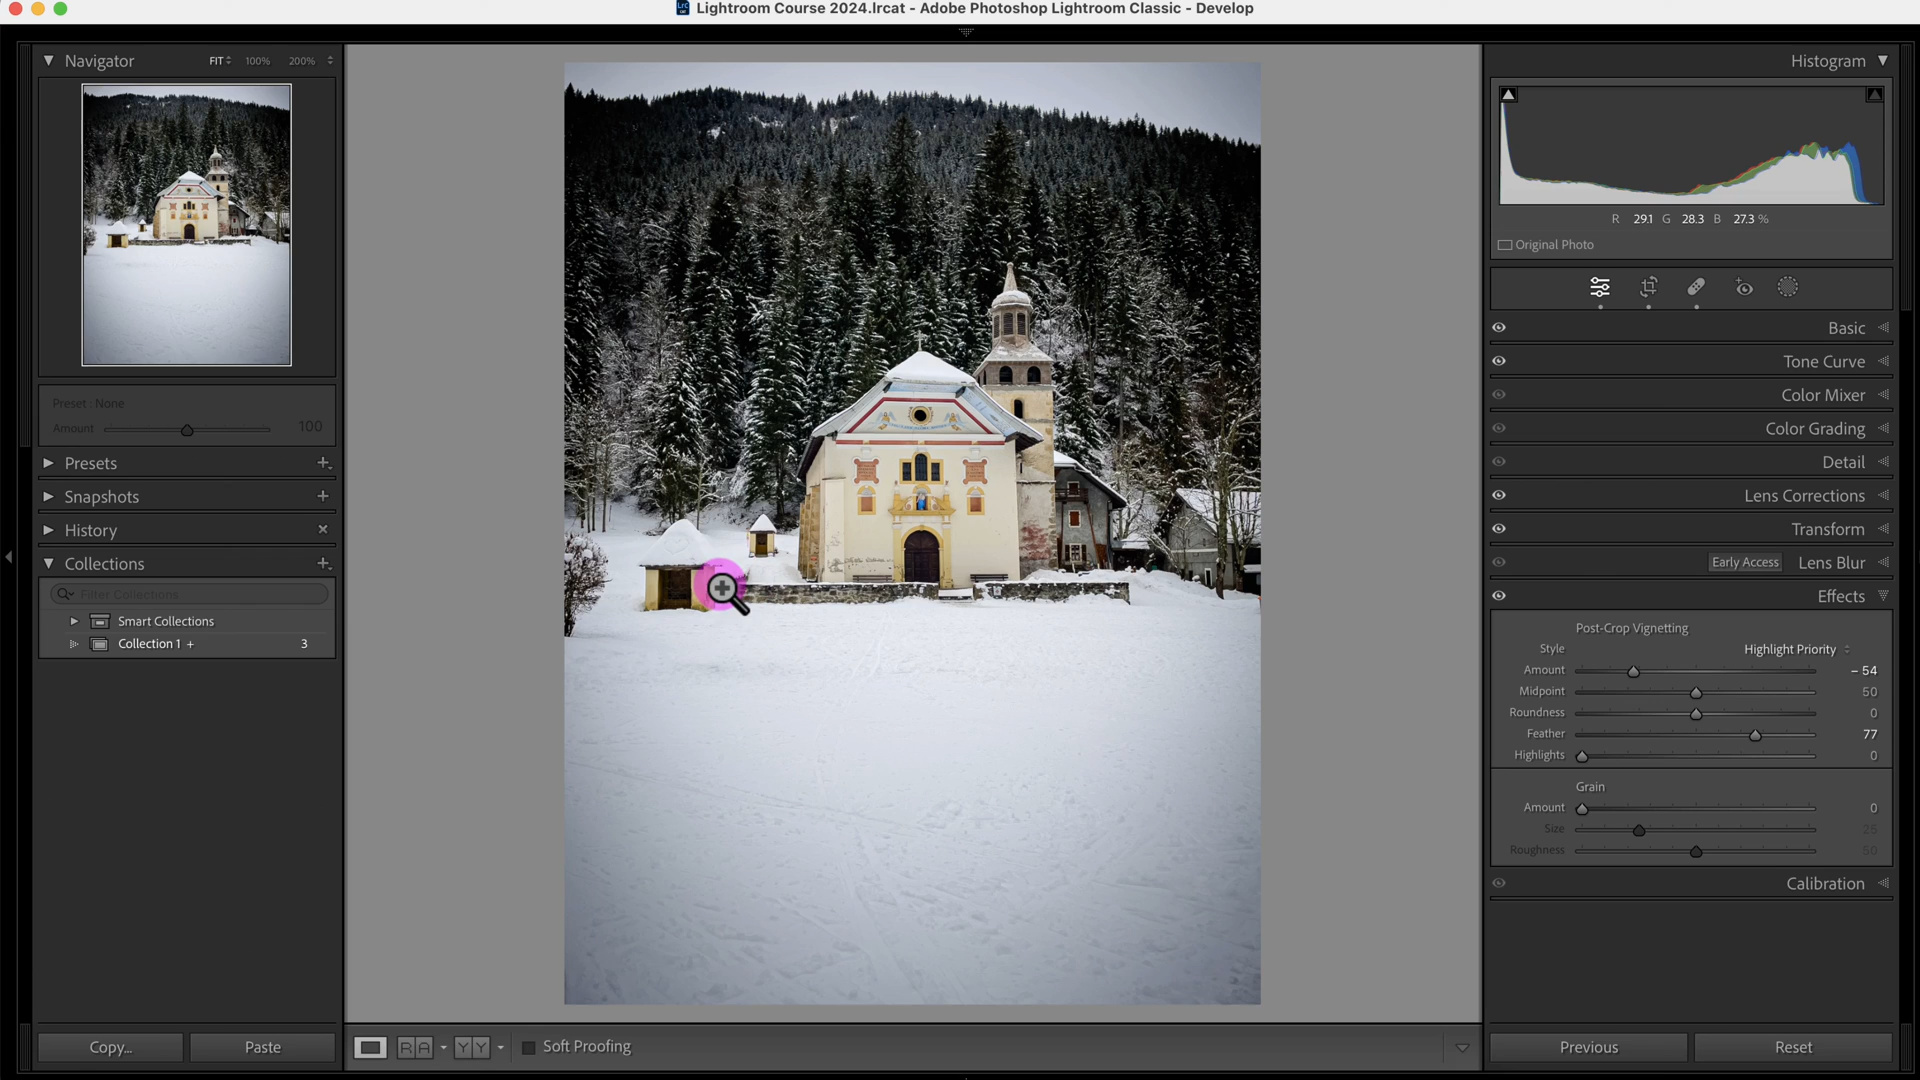 Lightroom Course 2024.lrcat - Adobe Photoshop Lightroom Classic - Develop
Navigator FIT 100% 200%
Preset : None
Amount 100
Presets
Snapshots
History
Collections
Filter Collections
Smart Collections
Collection 1 + 3
Copy... Paste
R A Y Y Soft Proofing
Histogram
R 29.1 G 28.3 B 27.3 %
Original Photo
Basic
Tone Curve
Color Mixer
Color Grading
Detail
Lens Corrections
Transform
Early Access Lens Blur
Effects
Post-Crop Vignetting
Style Highlight Priority
Amount – 54
Midpoint 50
Roundness 0
Feather 77
Highlights 0
Grain
Amount 0
Size 25
Roughness 50
Calibration
Previous Reset